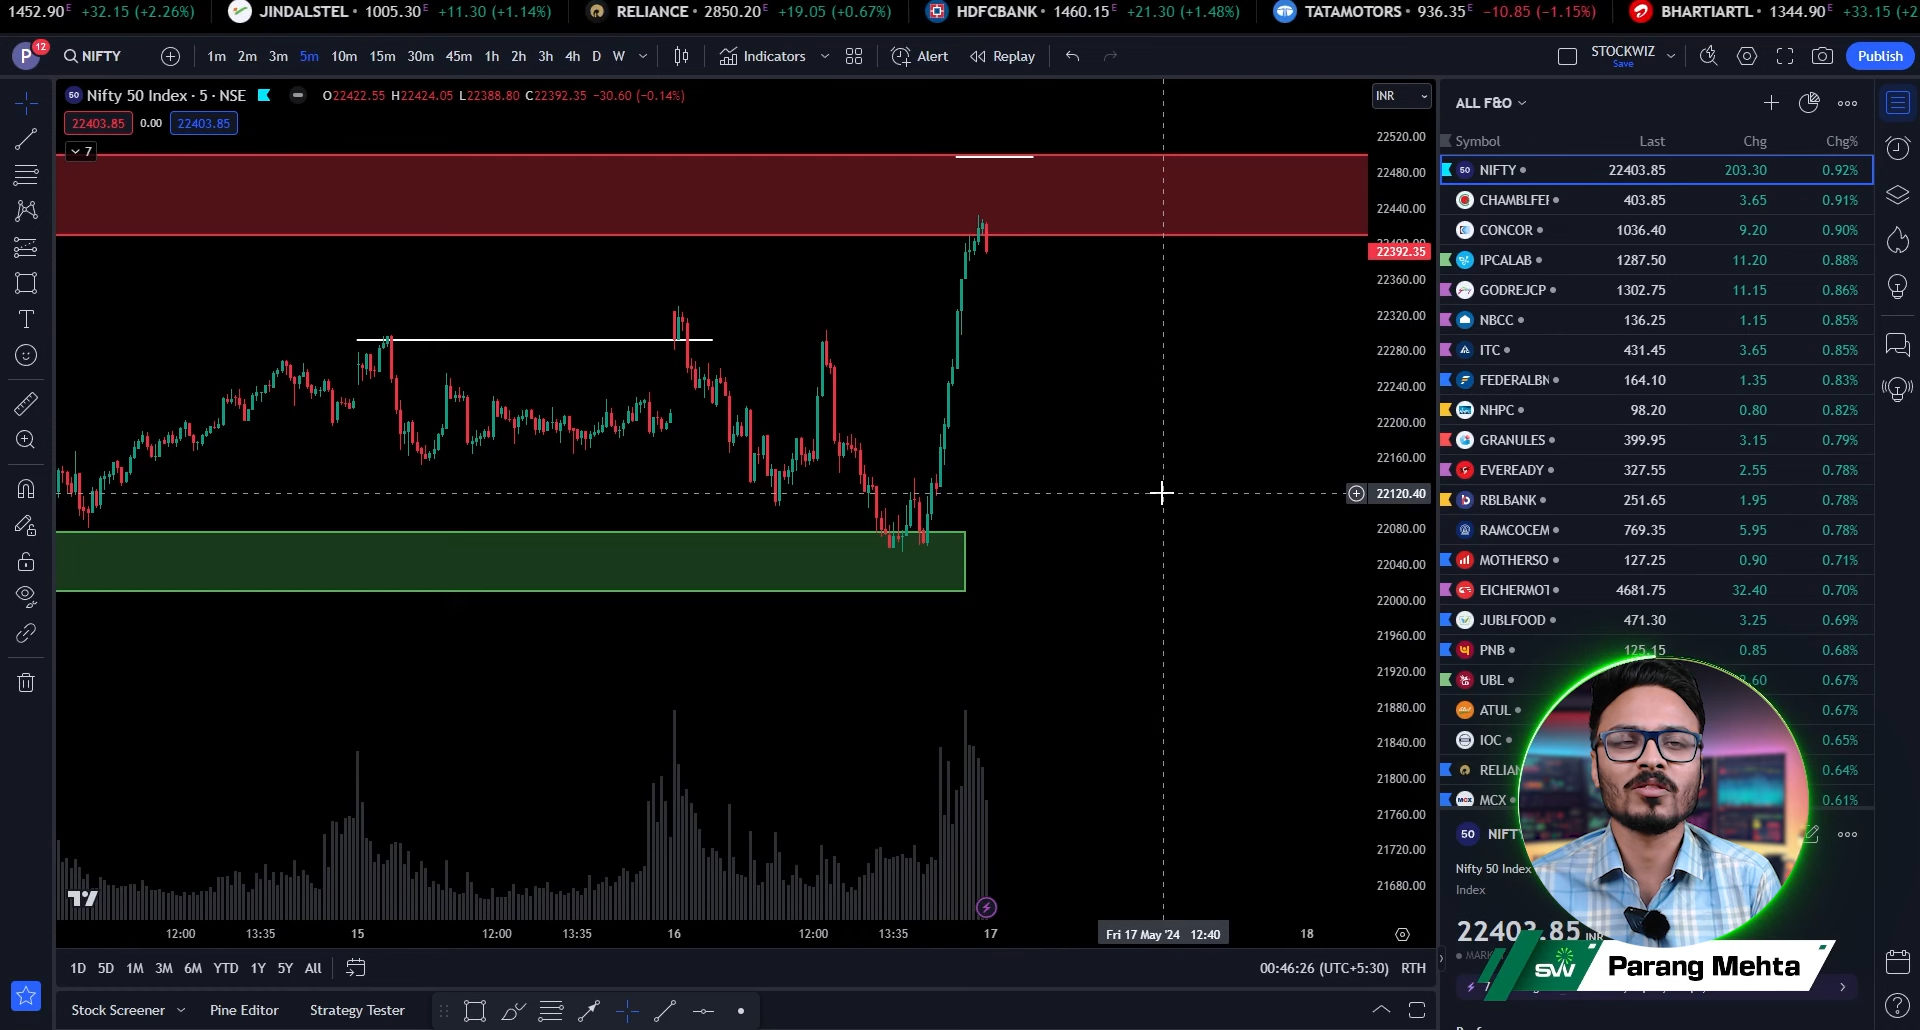 1452.90 E +32.15 (+2.26%) JINDALSTEL • 1005.30 E +11.30 (+1.14%) RELIANCE • 2850.20 E +19.05 (+0.67%) HDFCBANK • 1460.15 E +21.30 (+1.48%) TATAMOTORS • 936.35 E −10.85 (−1.15%) BHARTIARTL • 1344.90 E +33.15 (+2
P 12 NIFTY 1m 2m 3m 5m 10m 15m 30m 45m 1h 2h 3h 4h D W Indicators Alert Replay STOCKWIZ Save Publish
50 Nifty 50 Index · 5 · NSE O22422.55 H22424.05 L22388.80 C22392.35 −30.60 (−0.14%) INR
22403.85 0.00 22403.85
7
22520.00
22480.00
22440.00
22392.35
22360.00
22320.00
22280.00
22240.00
22200.00
22160.00
22120.40
22080.00
22040.00
22000.00
21960.00
21920.00
21880.00
21840.00
21800.00
21760.00
21720.00
21680.00
12:00 13:35 15 12:00 13:35 16 12:00 13:35 17 Fri 17 May '24 12:40 18
1D 5D 1M 3M 6M YTD 1Y 5Y All 00:46:26 (UTC+5:30) RTH
Stock Screener Pine Editor Strategy Tester
ALL F&O
Symbol Last Chg Chg%
50 NIFTY 22403.85 203.30 0.92%
CHAMBLFER 403.85 3.65 0.91%
CONCOR 1036.40 9.20 0.90%
IPCALAB 1287.50 11.20 0.88%
GODREJCP 1302.75 11.15 0.86%
NBCC 136.25 1.15 0.85%
ITC 431.45 3.65 0.85%
FEDERALBN 164.10 1.35 0.83%
NHPC 98.20 0.80 0.82%
GRANULES 399.95 3.15 0.79%
EVEREADY 327.55 2.55 0.78%
RBLBANK 251.65 1.95 0.78%
RAMCOCEM 769.35 5.95 0.78%
MOTHERSO 127.25 0.90 0.71%
EICHERMOT 4681.75 32.40 0.70%
JUBLFOOD 471.30 3.25 0.69%
PNB 125.15 0.85 0.68%
UBL .60 0.67%
ATUL 0.67%
IOC 0.65%
RELIAN 0.64%
MCX MCX 0.61%
50 NIFTY
Nifty 50 Index
Index
22403.85 INR
SW Parang Mehta